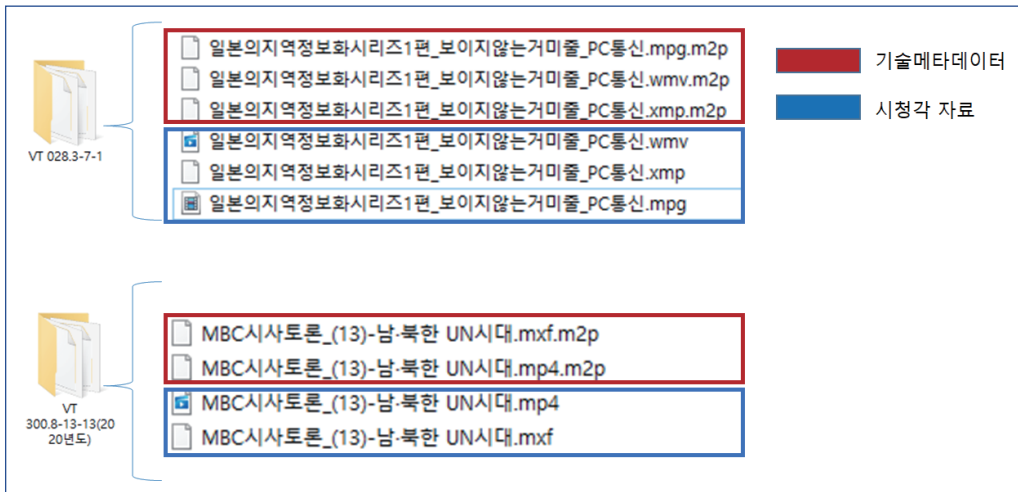 일본의지역정보화시리즈1편_보이지않는거미줄_PC통신.mpg.m2p
일본의지역정보화시리즈1편_보이지않는거미줄_PC통신.wmv.m2p
일본의지역정보화시리즈1편_보이지않는거미줄_PC통신.xmp.m2p
일본의지역정보화시리즈1편_보이지않는거미줄_PC통신.wmv
일본의지역정보화시리즈1편_보이지않는거미줄_PC통신.xmp
일본의지역정보화시리즈1편_보이지않는거미줄_PC통신.mpg
VT 028.3-7-1
기술메타데이터
시청각 자료
MBC시사토론_(13)-남·북한 UN시대.mxf.m2p
MBC시사토론_(13)-남·북한 UN시대.mp4.m2p
MBC시사토론_(13)-남·북한 UN시대.mp4
MBC시사토론_(13)-남·북한 UN시대.mxf
VT
300.8-13-13(20
20년도)